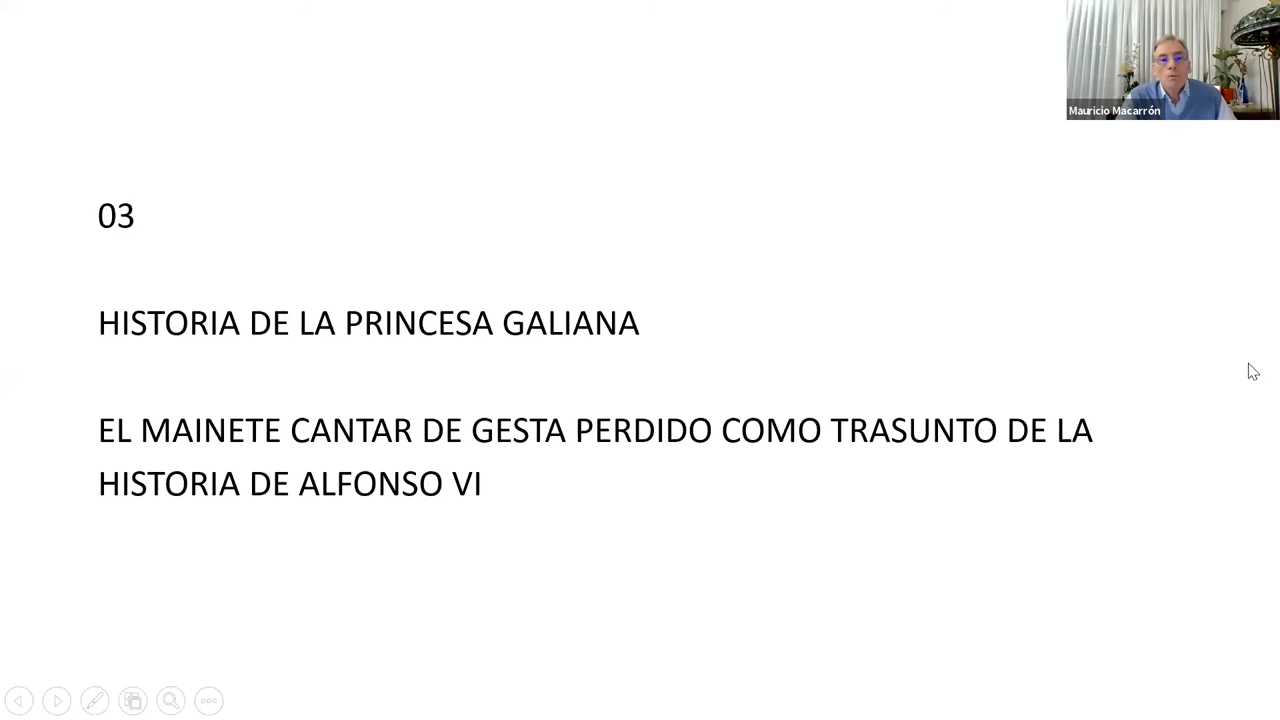 Mauricio Macarrón
03
HISTORIA DE LA PRINCESA GALIANA
EL MAINETE CANTAR DE GESTA PERDIDO COMO TRASUNTO DE LA
HISTORIA DE ALFONSO VI